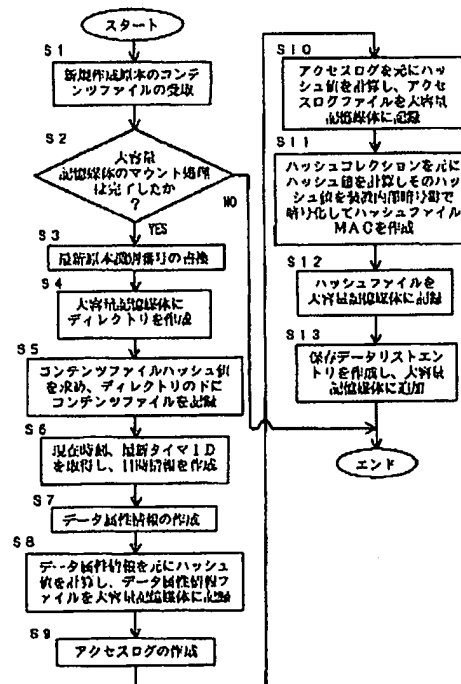 スタート
S1
新規作成原本のコンテ
ンツファイルの受取
S2
大容量
記憶媒体のマウント処理
は完了したか
?
NO
YES
S3
最新原本識別番号の
S4
大容量記憶媒体に
ディレクトリを作成
S5
コンテンツファイルハッシュ値
を求め、ディレクトリの下に
コンテンツファイルを記録
S6
現在時刻、最新タイマID
を取得し、日時情報を作成
S7
データ属性情報の作成
S8
データ属性情報を元にハッシュ
値を計算し、データ属性情報フ
ァイルを大容量記憶媒体に記録
S9
アクセスログの作成
S10
アクセスログを元にハッ
シュ値を計算し、アクセ
スログファイルを大容量
記憶媒体に記録
S11
ハッシュコレクションを元に
ハッシュ値を計算しそのハッ
シュ値を装置内部暗号鍵で
暗号化してハッシュファイル
MACを作成
S12
ハッシュファイルを
大容量記憶媒体に記録
S13
保存データリストエント
リを作成し、大容量
記憶媒体に追加
エンド